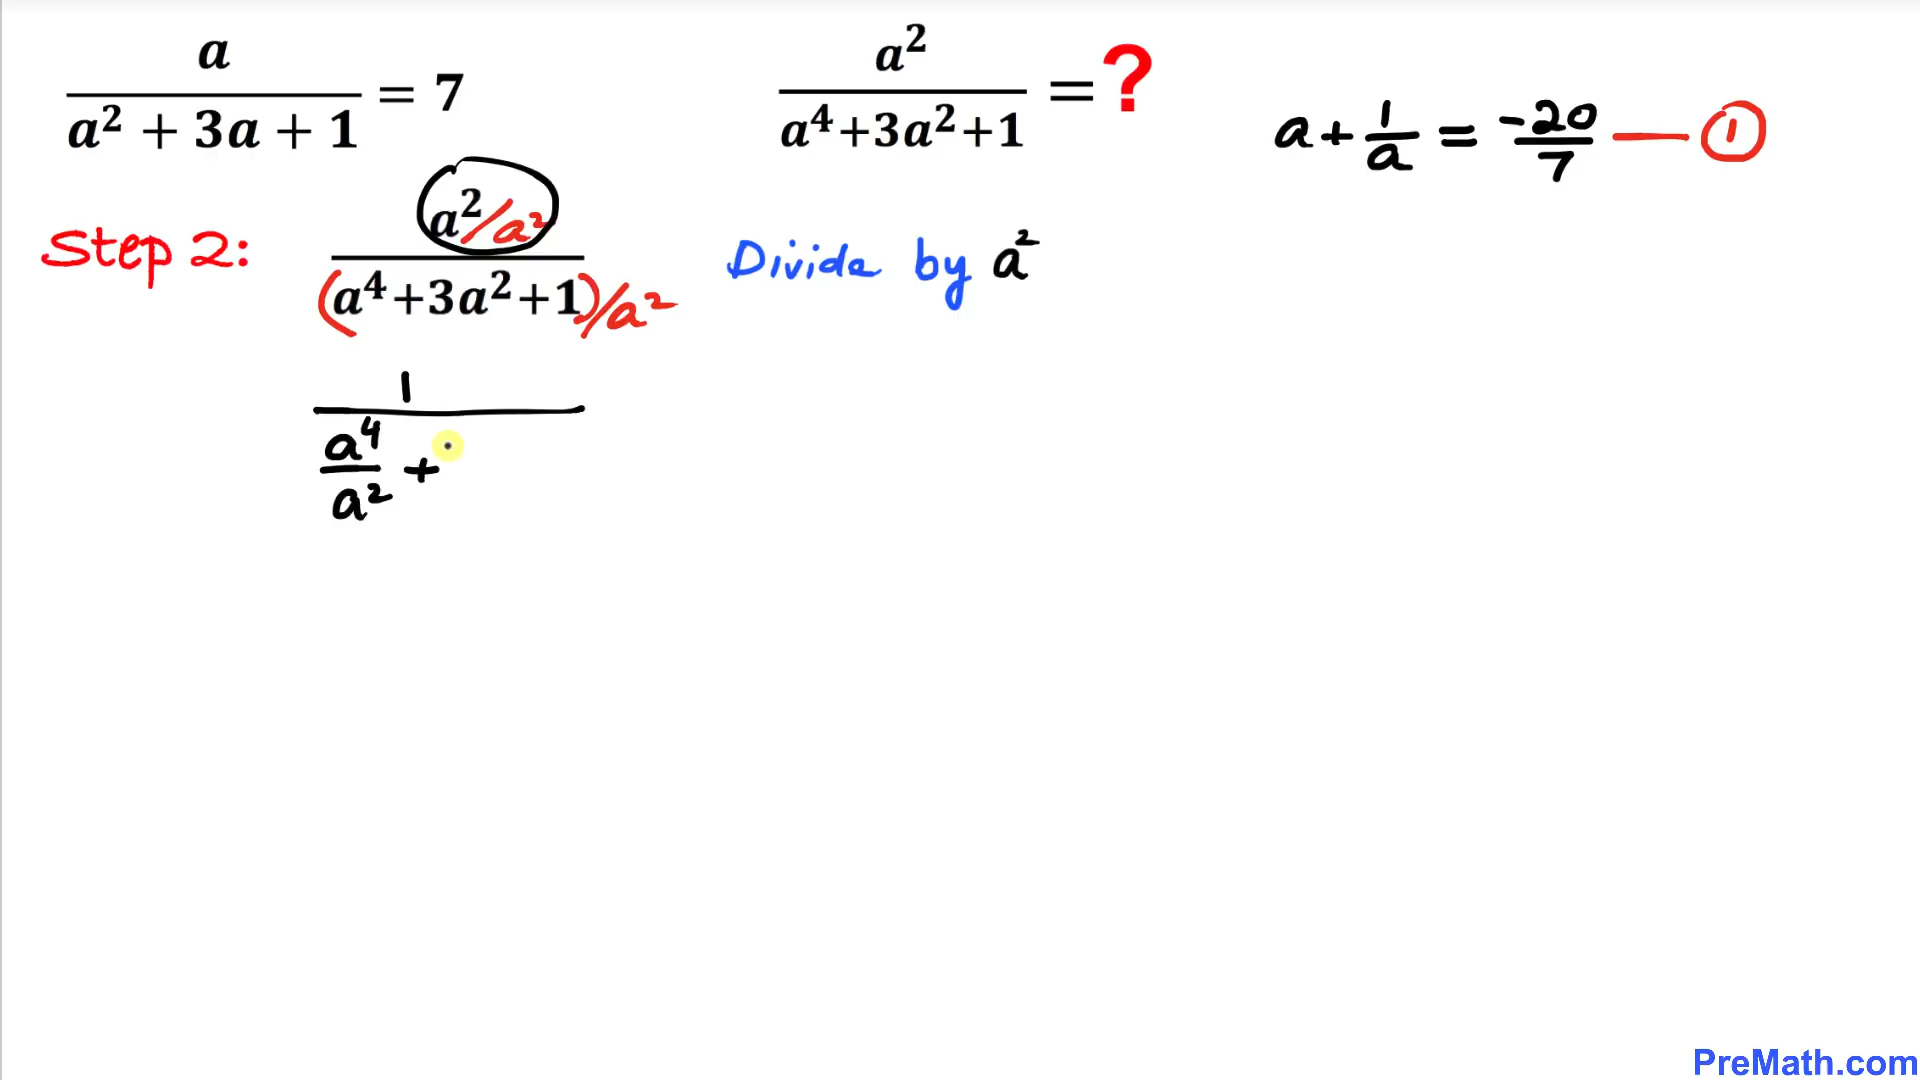 a/(a² + 3a + 1) = 7
a²/(a⁴+3a²+1) = ?
a + 1/a = -20/7 — ①
Step 2: (a²/a²)/((a⁴+3a²+1)/a²)
Divide by a²
1/(a⁴/a² +
PreMath.com